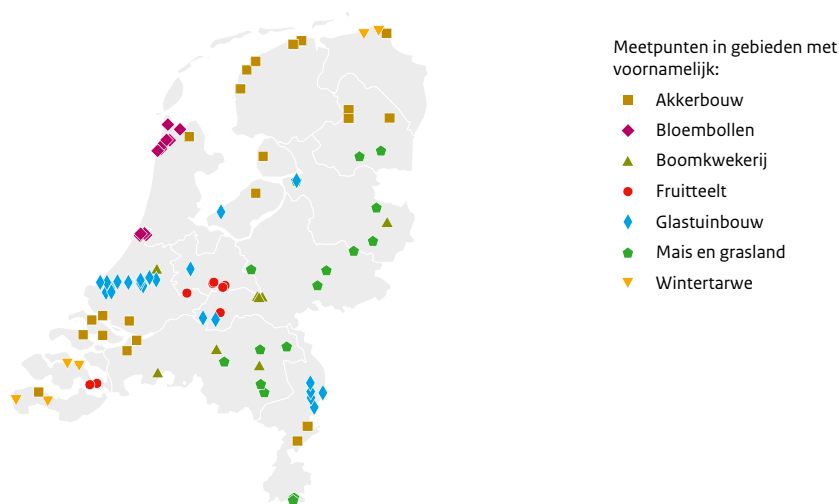 Meetpunten in gebieden met
voornamelijk:
Akkerbouw
Bloembollen
Boomkwekerij
Fruitteelt
Glastuinbouw
Mais en grasland
Wintertarwe